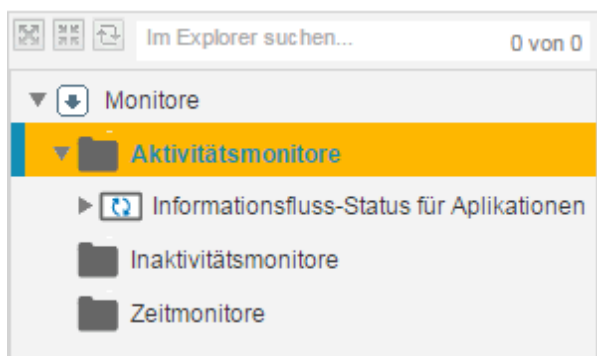 Im Explorer suchen... 0 von 0
Monitore
Aktivitätsmonitore
Informationsfluss-Status für Aplikationen
Inaktivitätsmonitore
Zeitmonitore